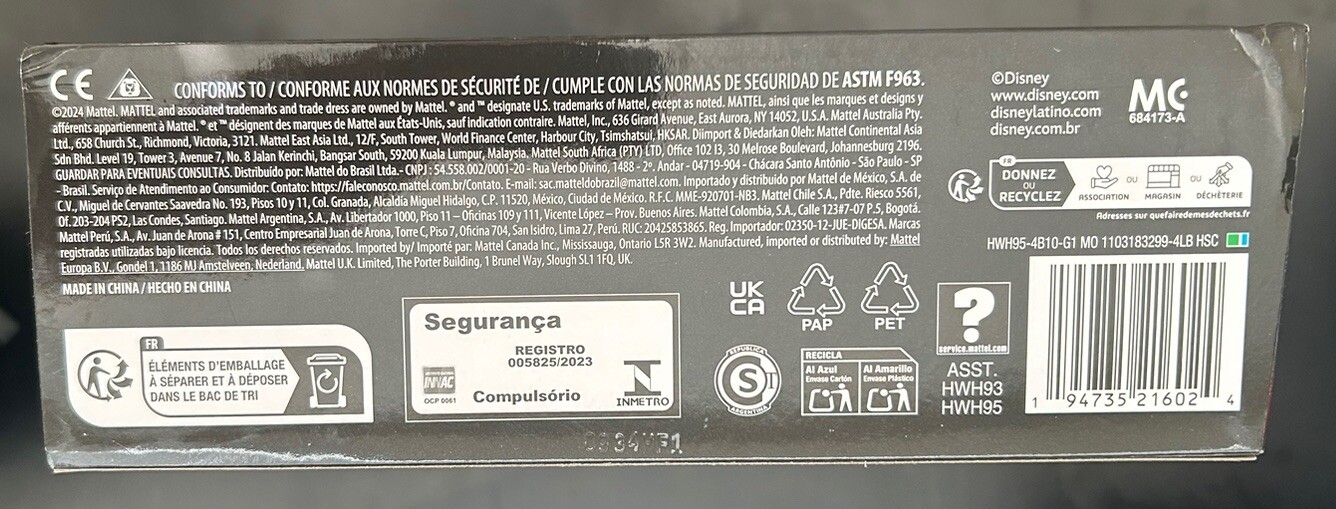 CE
CONFORMS TO / CONFORME AUX NORMES DE SÉCURITÉ DE / CUMPLE CON LAS NORMAS DE SEGURIDAD DE ASTM F963.
©2024 Mattel. MATTEL and associated trademarks and trade dress are owned by Mattel. ® and ™ designate U.S. trademarks of Mattel, except as noted. MATTEL, ainsi que les marques et designs y
afférents appartiennent à Mattel. ® et ™ désignent des marques de Mattel aux États-Unis, sauf indication contraire. Mattel, Inc., 636 Girard Avenue, East Aurora, NY 14052, U.S.A. Mattel Australia Pty.
Ltd., 658 Church St., Richmond, Victoria, 3121. Mattel East Asia Ltd., 12/F, South Tower, World Finance Center, Harbour City, Tsimshatsui, HKSAR. Diimport & Diedarkan Oleh: Mattel Continental Asia
Sdn Bhd. Level 19, Tower 3, Avenue 7, No. 8 Jalan Kerinchi, Bangsar South, 59200 Kuala Lumpur, Malaysia. Mattel South Africa (PTY) LTD, Office 102 I3, 30 Melrose Boulevard, Johannesburg 2196.
GUARDAR PARA EVENTUAIS CONSULTAS. Distribuído por: Mattel do Brasil Ltda.- CNPJ : 54.558.002/0001-20 - Rua Verbo Divino, 1488 - 2º. Andar - 04719-904 - Chácara Santo Antônio - São Paulo - SP
- Brasil. Serviço de Atendimento ao Consumidor: Contato: https://faleconosco.mattel.com.br/Contato. E-mail: sac.matteldobrazil@mattel.com. Importado y distribuido por Mattel de México, S.A. de
C.V., Miguel de Cervantes Saavedra No. 193, Pisos 10 y 11, Col. Granada, Alcaldía Miguel Hidalgo, C.P. 11520, México, Ciudad de México. R.F.C. MME-920701-NB3. Mattel Chile S.A., Pdte. Riesco 5561,
Of. 203-204 PS2, Las Condes, Santiago. Mattel Argentina, S.A., Av. Libertador 1000, Piso 11 – Oficinas 109 y 111, Vicente López – Prov. Buenos Aires. Mattel Colombia, S.A., Calle 123#7-07 P.5, Bogotá.
Mattel Perú, S.A., Av. Juan de Arona # 151, Centro Empresarial Juan de Arona, Torre C, Piso 7, Oficina 704, San Isidro, Lima 27, Perú. RUC: 20425853865. Reg. Importador: 02350-12-JUE-DIGESA. Marcas
registradas utilizadas bajo licencia. Todos los derechos reservados. Imported by/ Importé par: Mattel Canada Inc., Mississauga, Ontario L5R 3W2. Manufactured, imported or distributed by: Mattel
Europa B.V., Gondel 1, 1186 MJ Amstelveen, Nederland. Mattel U.K. Limited, The Porter Building, 1 Brunel Way, Slough SL1 1FQ, UK.
MADE IN CHINA / HECHO EN CHINA
©Disney
www.disney.com
disneylatino.com
disney.com.br
MC
684173-A
FR
DONNEZ
OU
RECYCLEZ
ASSOCIATION
OU
MAGASIN
OU
DÉCHÈTERIE
Adresses sur quefairedemesdechets.fr
HWH95-4B10-G1 MO 1103183299-4LB HSC
FR
ÉLÉMENTS D'EMBALLAGE
À SÉPARER ET À DÉPOSER
DANS LE BAC DE TRI
Segurança
REGISTRO
005825/2023
INNAC
OCP 0061
Compulsório
INMETRO
UK
CA
PAP
PET
REPUBLICA
S
ARGENTINA
RECICLA
Al Azul
Envase Cartón
Al Amarillo
Envase Plástico
?
service.mattel.com
ASST.
HWH93
HWH95
1 94735 21602 4